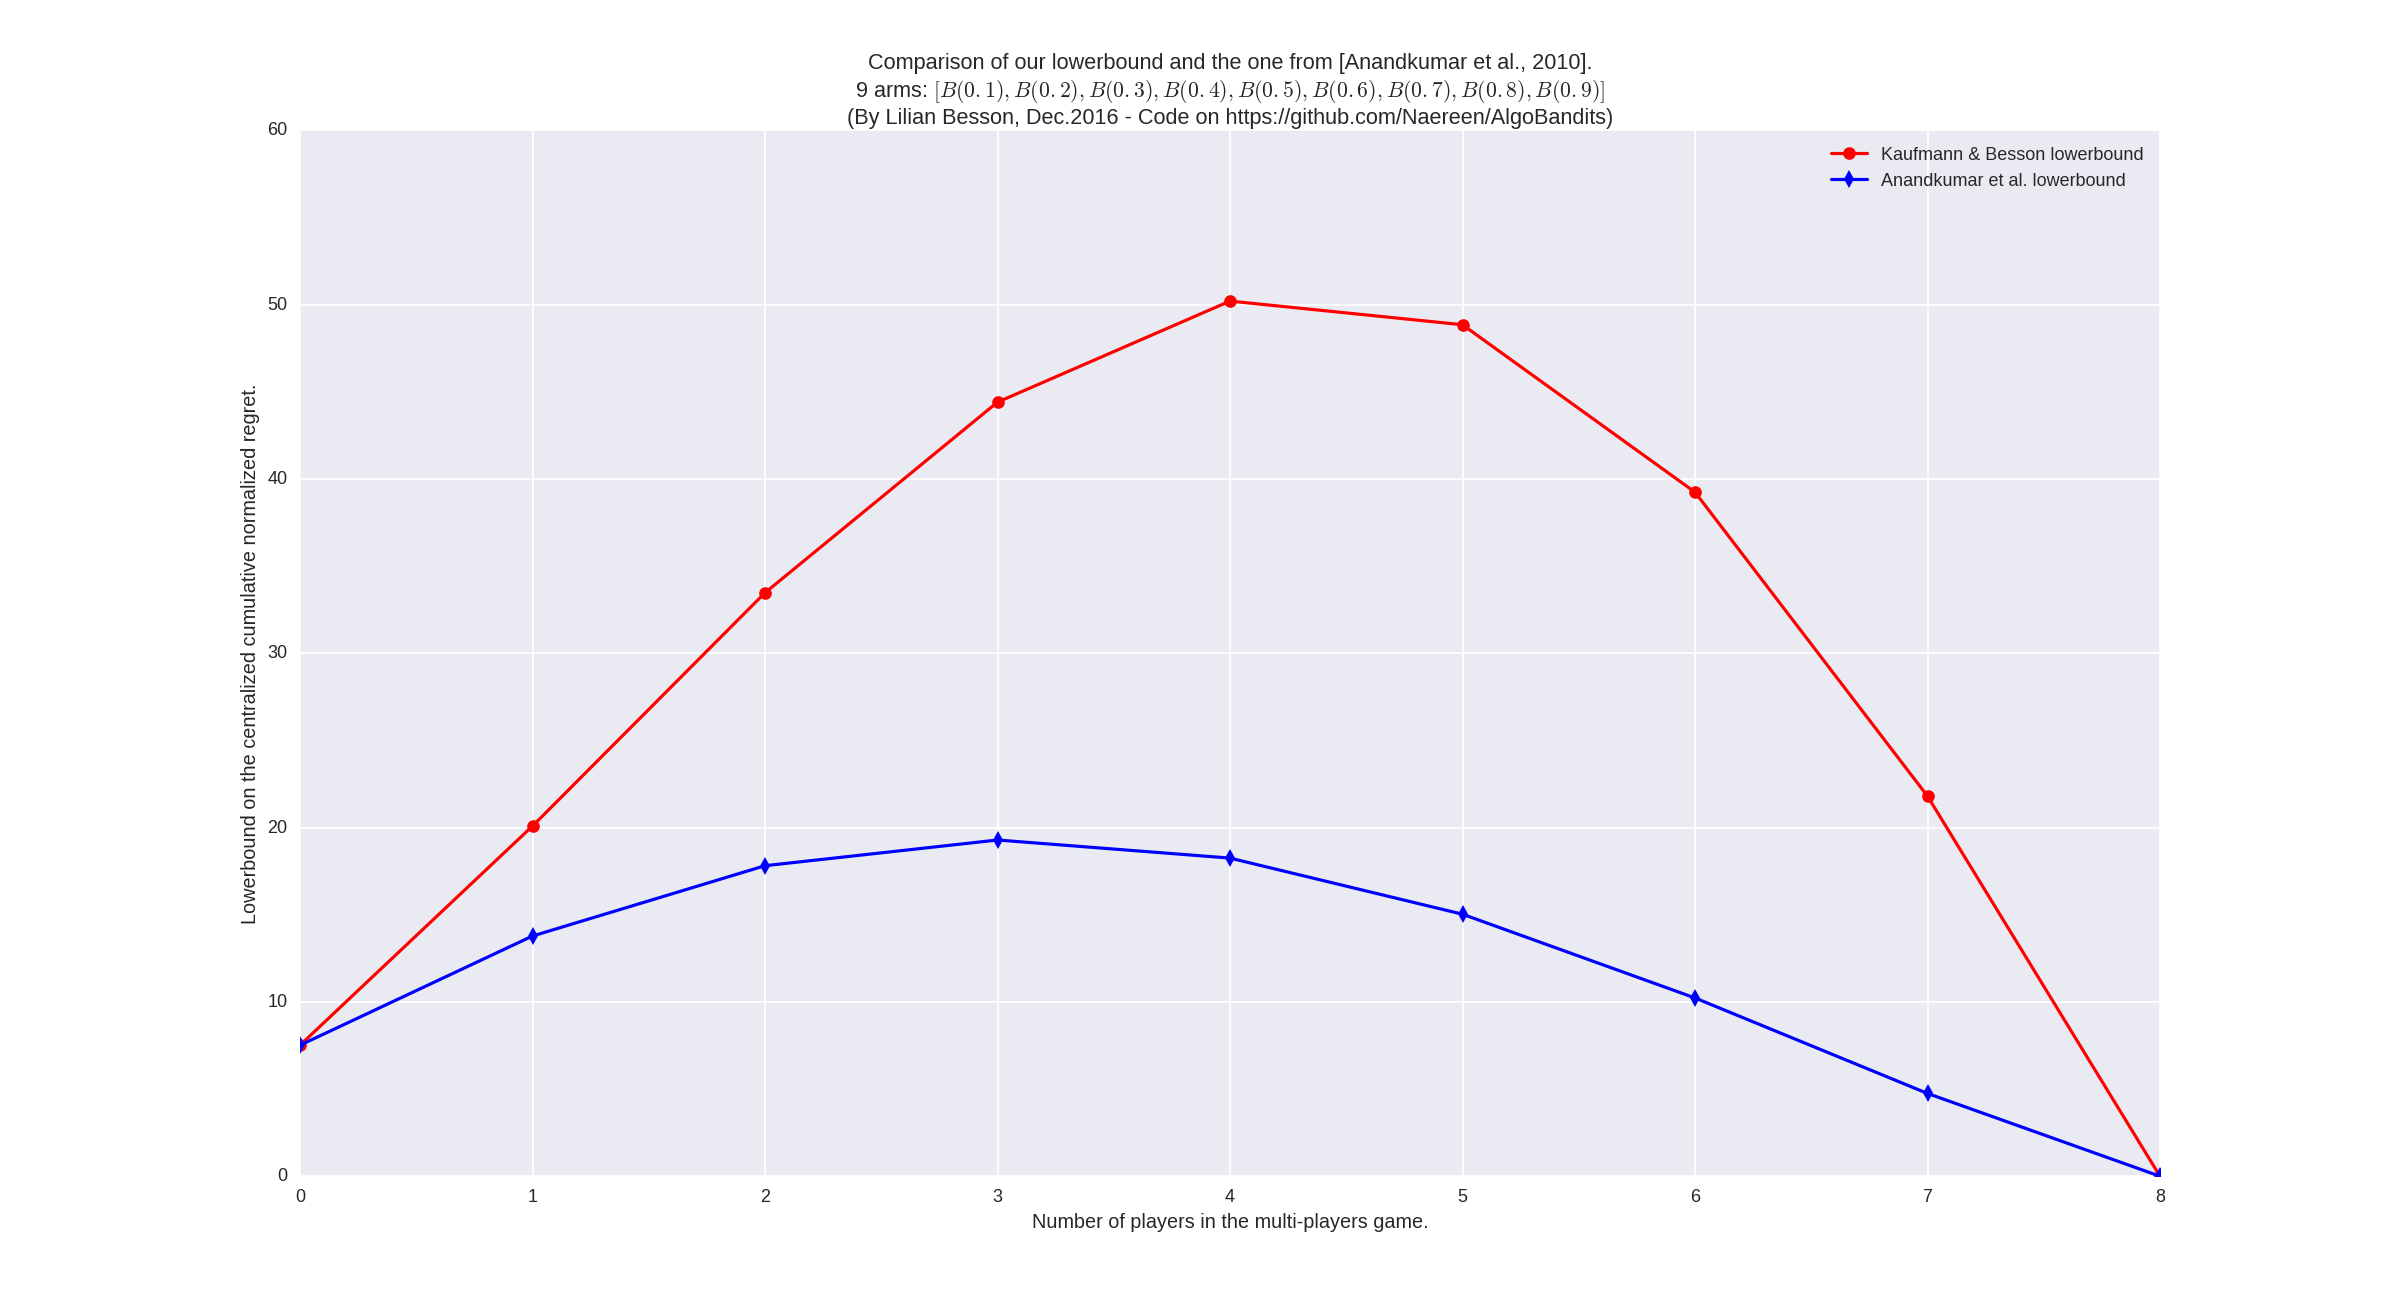 Comparison of our lowerbound and the one from [Anandkumar et al., 2010].
9 arms: [B(0.1), B(0.2), B(0.3), B(0.4), B(0.5), B(0.6), B(0.7), B(0.8), B(0.9)]
(By Lilian Besson, Dec.2016 - Code on https://github.com/Naereen/AlgoBandits)
Kaufmann & Besson lowerbound
Anandkumar et al. lowerbound
Lowerbound on the centralized cumulative normalized regret.
60
50
40
30
20
10
0
0 1 2 3 4 5 6 7 8
Number of players in the multi-players game.